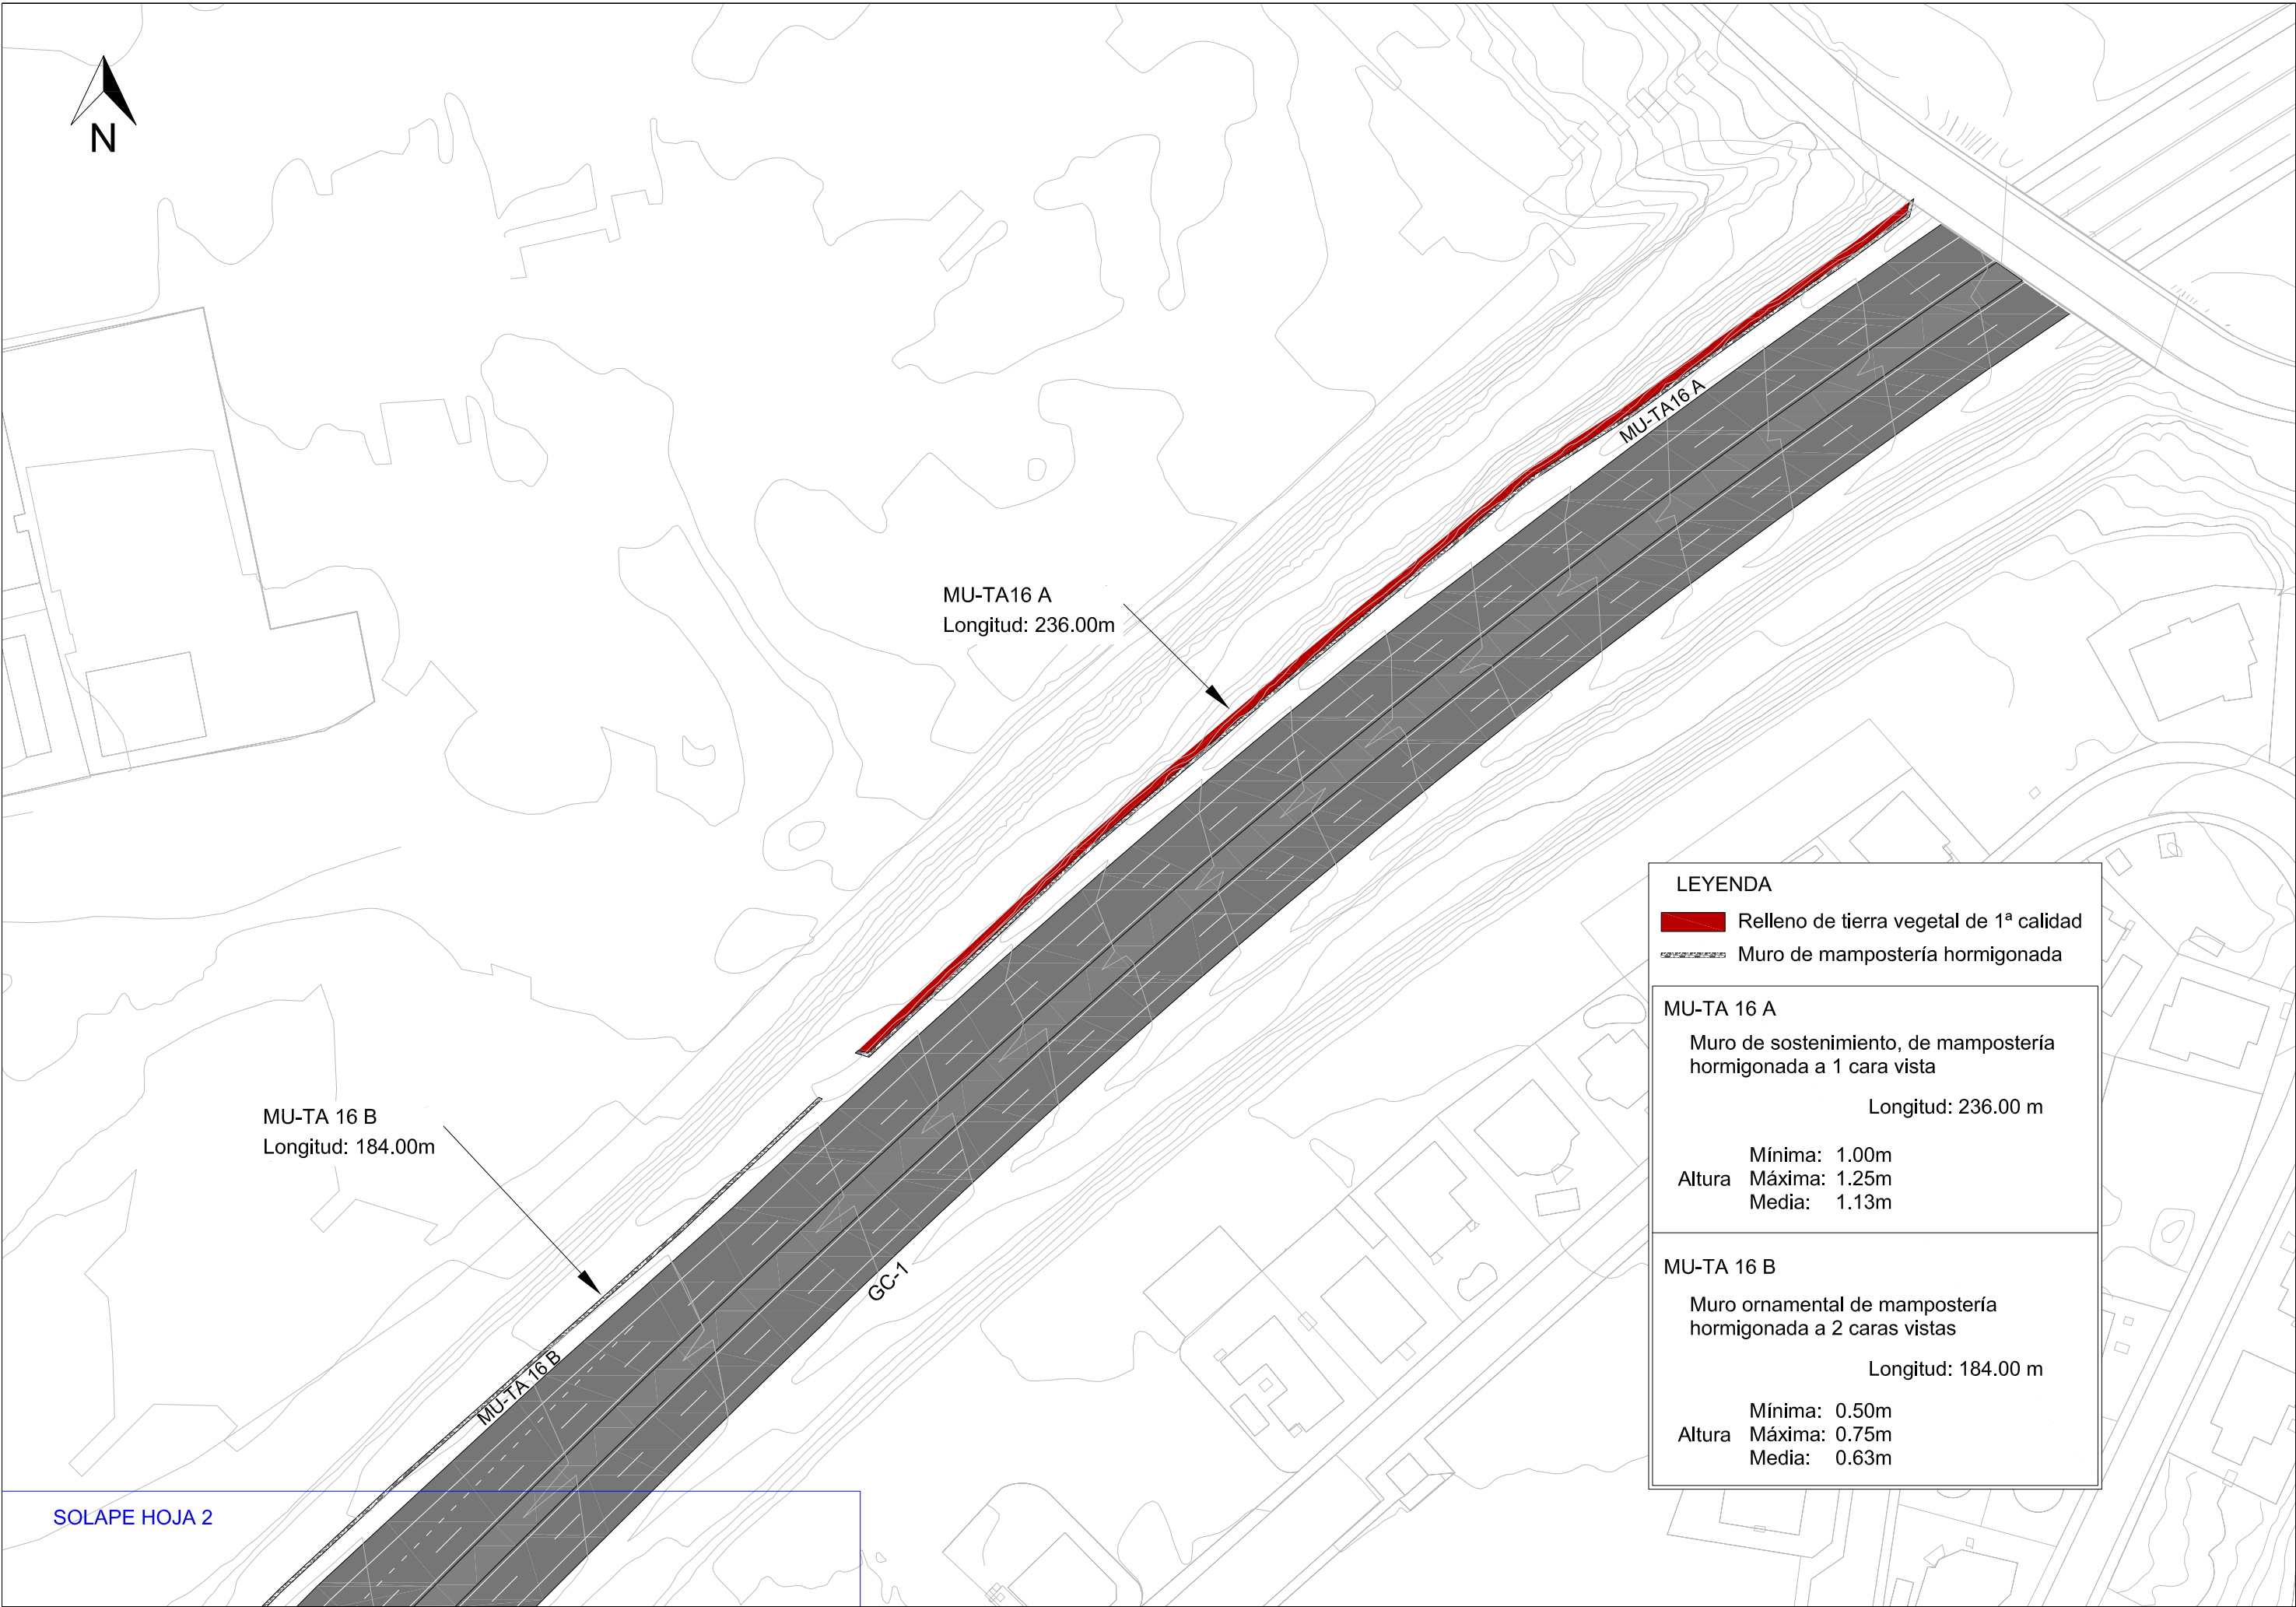 N
MU-TA16 A
MU-TA16 A
Longitud: 236.00m
MU-TA 16 B
Longitud: 184.00m
MU-TA 16 B
GC-1
SOLAPE HOJA 2
LEYENDA
Relleno de tierra vegetal de 1ª calidad
Muro de mampostería hormigonada
MU-TA 16 A
Muro de sostenimiento, de mampostería
hormigonada a 1 cara vista
Longitud: 236.00 m
Mínima: 1.00m
Altura Máxima: 1.25m
Media: 1.13m
MU-TA 16 B
Muro ornamental de mampostería
hormigonada a 2 caras vistas
Longitud: 184.00 m
Mínima: 0.50m
Altura Máxima: 0.75m
Media: 0.63m